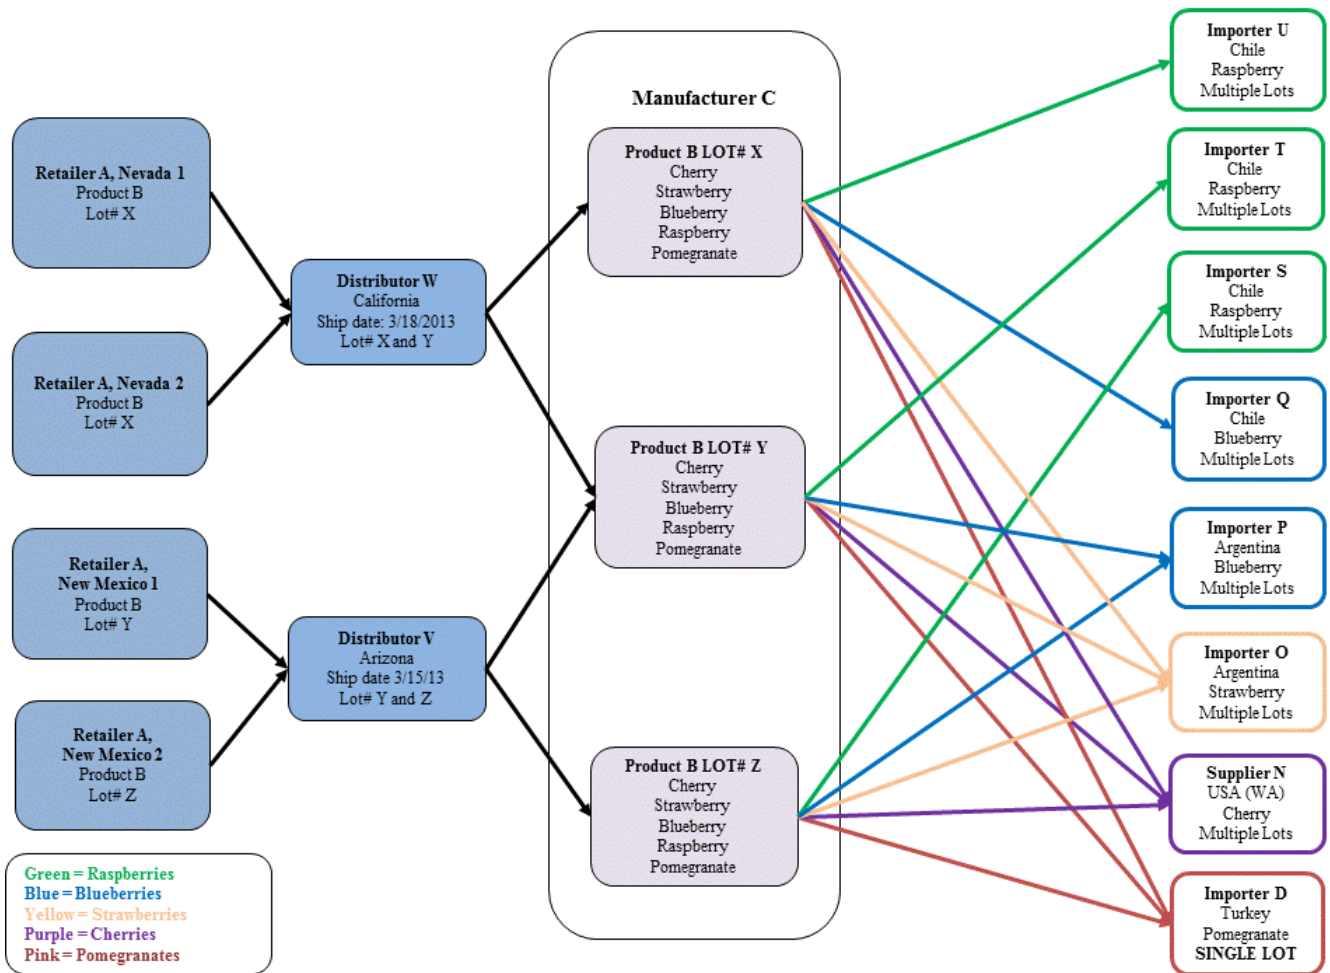 Retailer A, Nevada 1
Product B
Lot# X
Retailer A, Nevada 2
Product B
Lot# X
Retailer A,
New Mexico 1
Product B
Lot# Y
Retailer A,
New Mexico 2
Product B
Lot# Z
Green = Raspberries
Blue = Blueberries
Yellow = Strawberries
Purple = Cherries
Pink = Pomegranates
Distributor W
California
Ship date: 3/18/2013
Lot# X and Y
Distributor V
Arizona
Ship date 3/15/13
Lot# Y and Z
Manufacturer C
Product B LOT# X
Cherry
Strawberry
Blueberry
Raspberry
Pomegranate
Product B LOT# Y
Cherry
Strawberry
Blueberry
Raspberry
Pomegranate
Product B LOT# Z
Cherry
Strawberry
Blueberry
Raspberry
Pomegranate
Importer U
Chile
Raspberry
Multiple Lots
Importer T
Chile
Raspberry
Multiple Lots
Importer S
Chile
Raspberry
Multiple Lots
Importer Q
Chile
Blueberry
Multiple Lots
Importer P
Argentina
Blueberry
Multiple Lots
Importer O
Argentina
Strawberry
Multiple Lots
Supplier N
USA (WA)
Cherry
Multiple Lots
Importer D
Turkey
Pomegranate
SINGLE LOT